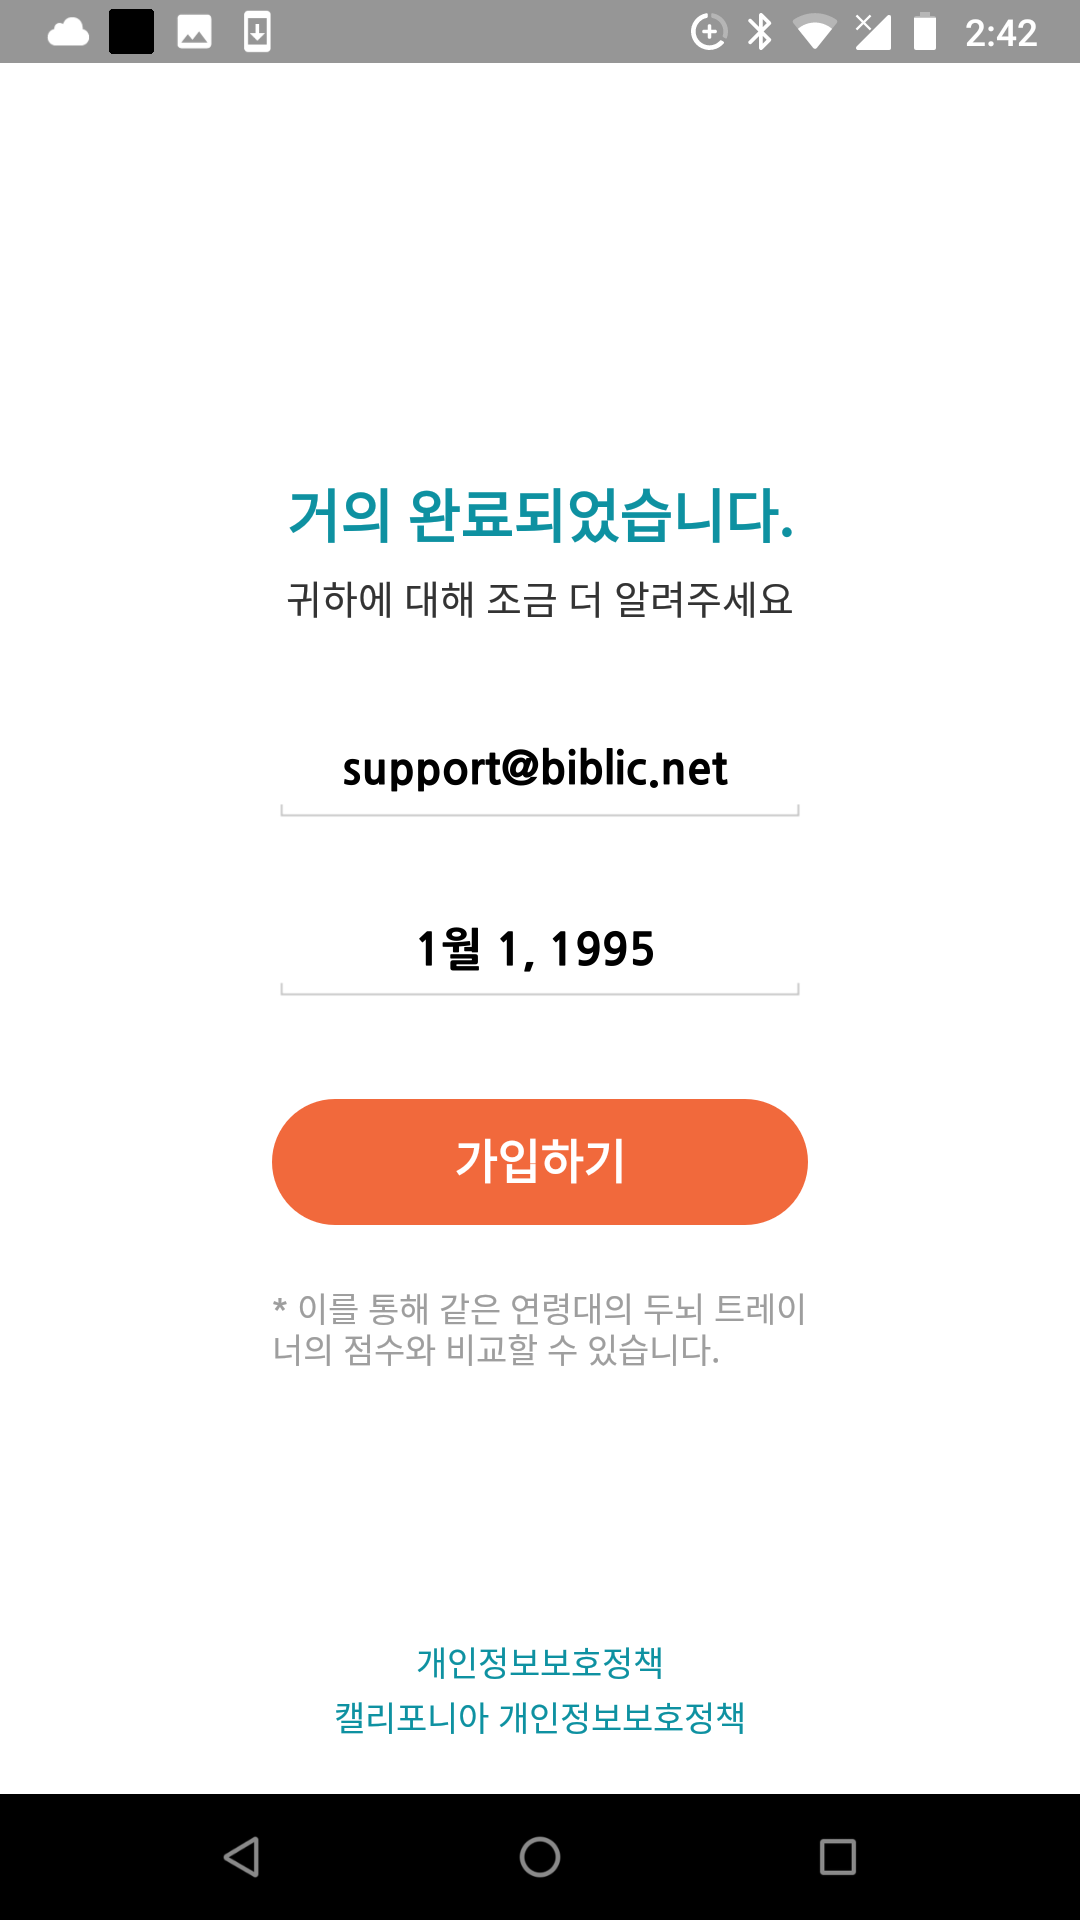 2:42
거의 완료되었습니다.
귀하에 대해 조금 더 알려주세요
support@biblic.net
1월 1, 1995
가입하기
* 이를 통해 같은 연령대의 두뇌 트레이
너의 점수와 비교할 수 있습니다.
개인정보보호정책
캘리포니아 개인정보보호정책